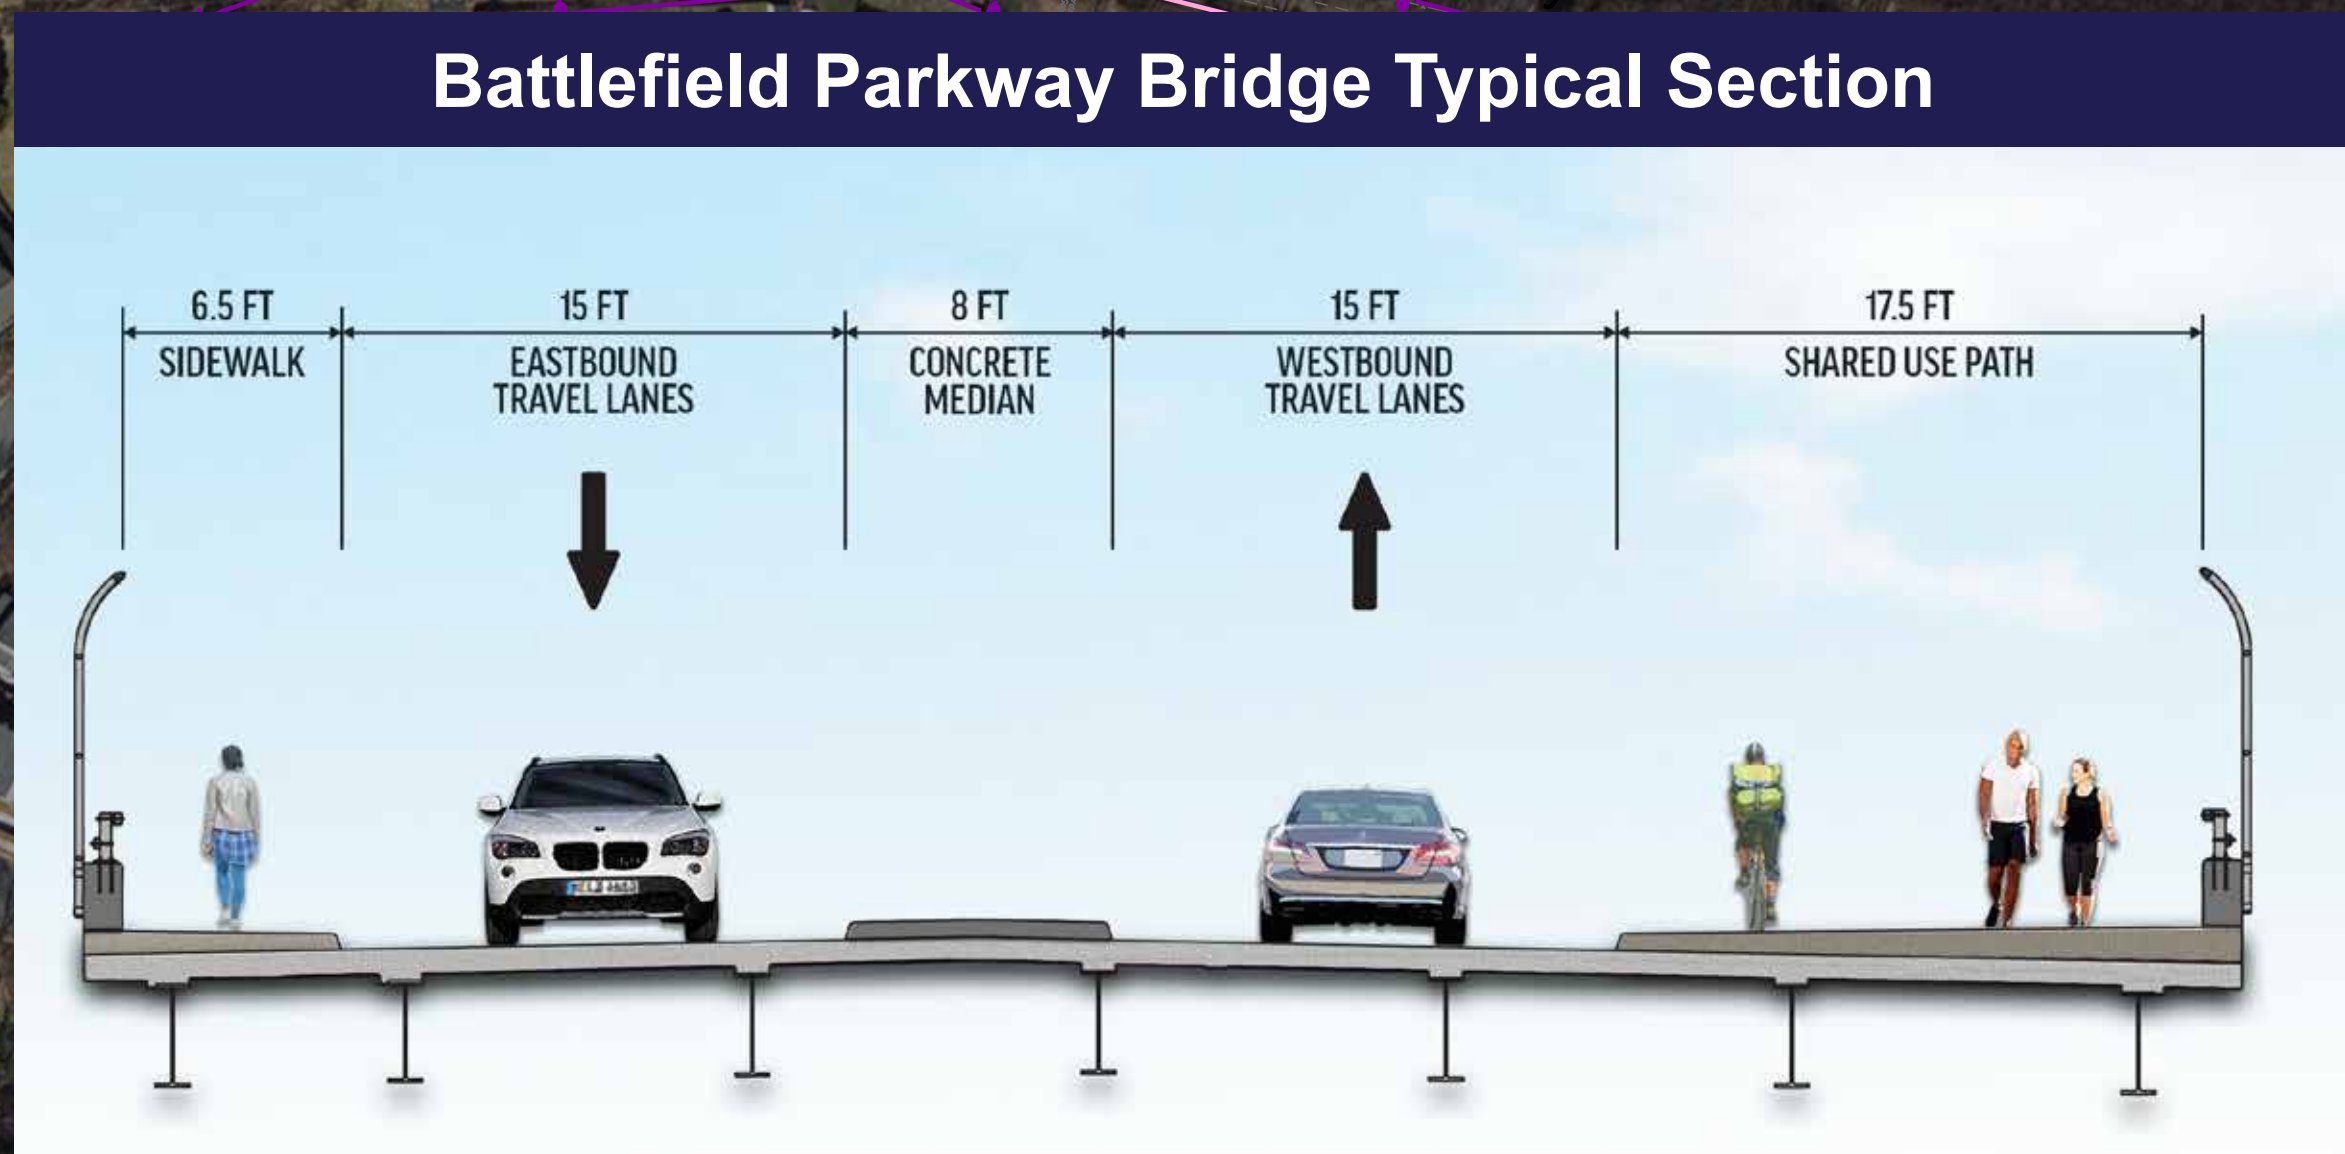 Battlefield Parkway Bridge Typical Section
6.5 FT
SIDEWALK
15 FT
EASTBOUND
TRAVEL LANES
8 FT
CONCRETE
MEDIAN
15 FT
WESTBOUND
TRAVEL LANES
17.5 FT
SHARED USE PATH